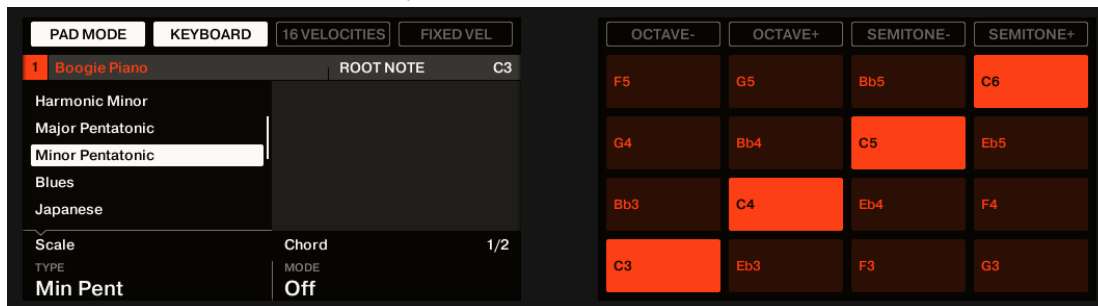 PAD MODE KEYBOARD 16 VELOCITIES FIXED VEL
1 Boogie Piano ROOT NOTE C3
Harmonic Minor
Major Pentatonic
Minor Pentatonic
Blues
Japanese
Scale Chord 1/2
TYPE MODE
Min Pent Off
OCTAVE- OCTAVE+ SEMITONE- SEMITONE+
F5 G5 Bb5 C6
G4 Bb4 C5 Eb5
Bb3 C4 Eb4 F4
C3 Eb3 F3 G3